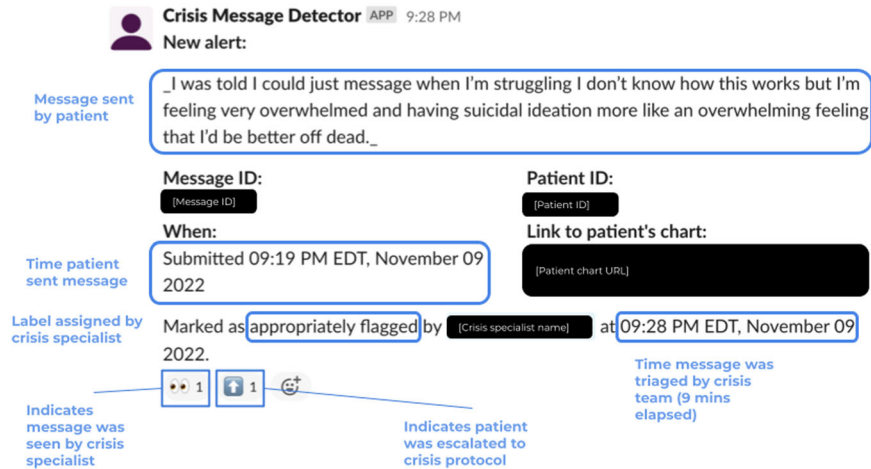 Crisis Message Detector APP 9:28 PM
New alert:
Message sent
by patient
_I was told I could just message when I'm struggling I don't know how this works but I'm
feeling very overwhelmed and having suicidal ideation more like an overwhelming feeling
that I'd be better off dead._
Message ID:
[Message ID]
Patient ID:
[Patient ID]
Time patient
sent message
When:
Submitted 09:19 PM EDT, November 09
2022
Link to patient's chart:
[Patient chart URL]
Label assigned by
crisis specialist
Marked as appropriately flagged by [Crisis specialist name] at 09:28 PM EDT, November 09
2022.
1 1
Indicates
message was
seen by crisis
specialist
Indicates patient
was escalated to
crisis protocol
Time message was
triaged by crisis
team (9 mins
elapsed)